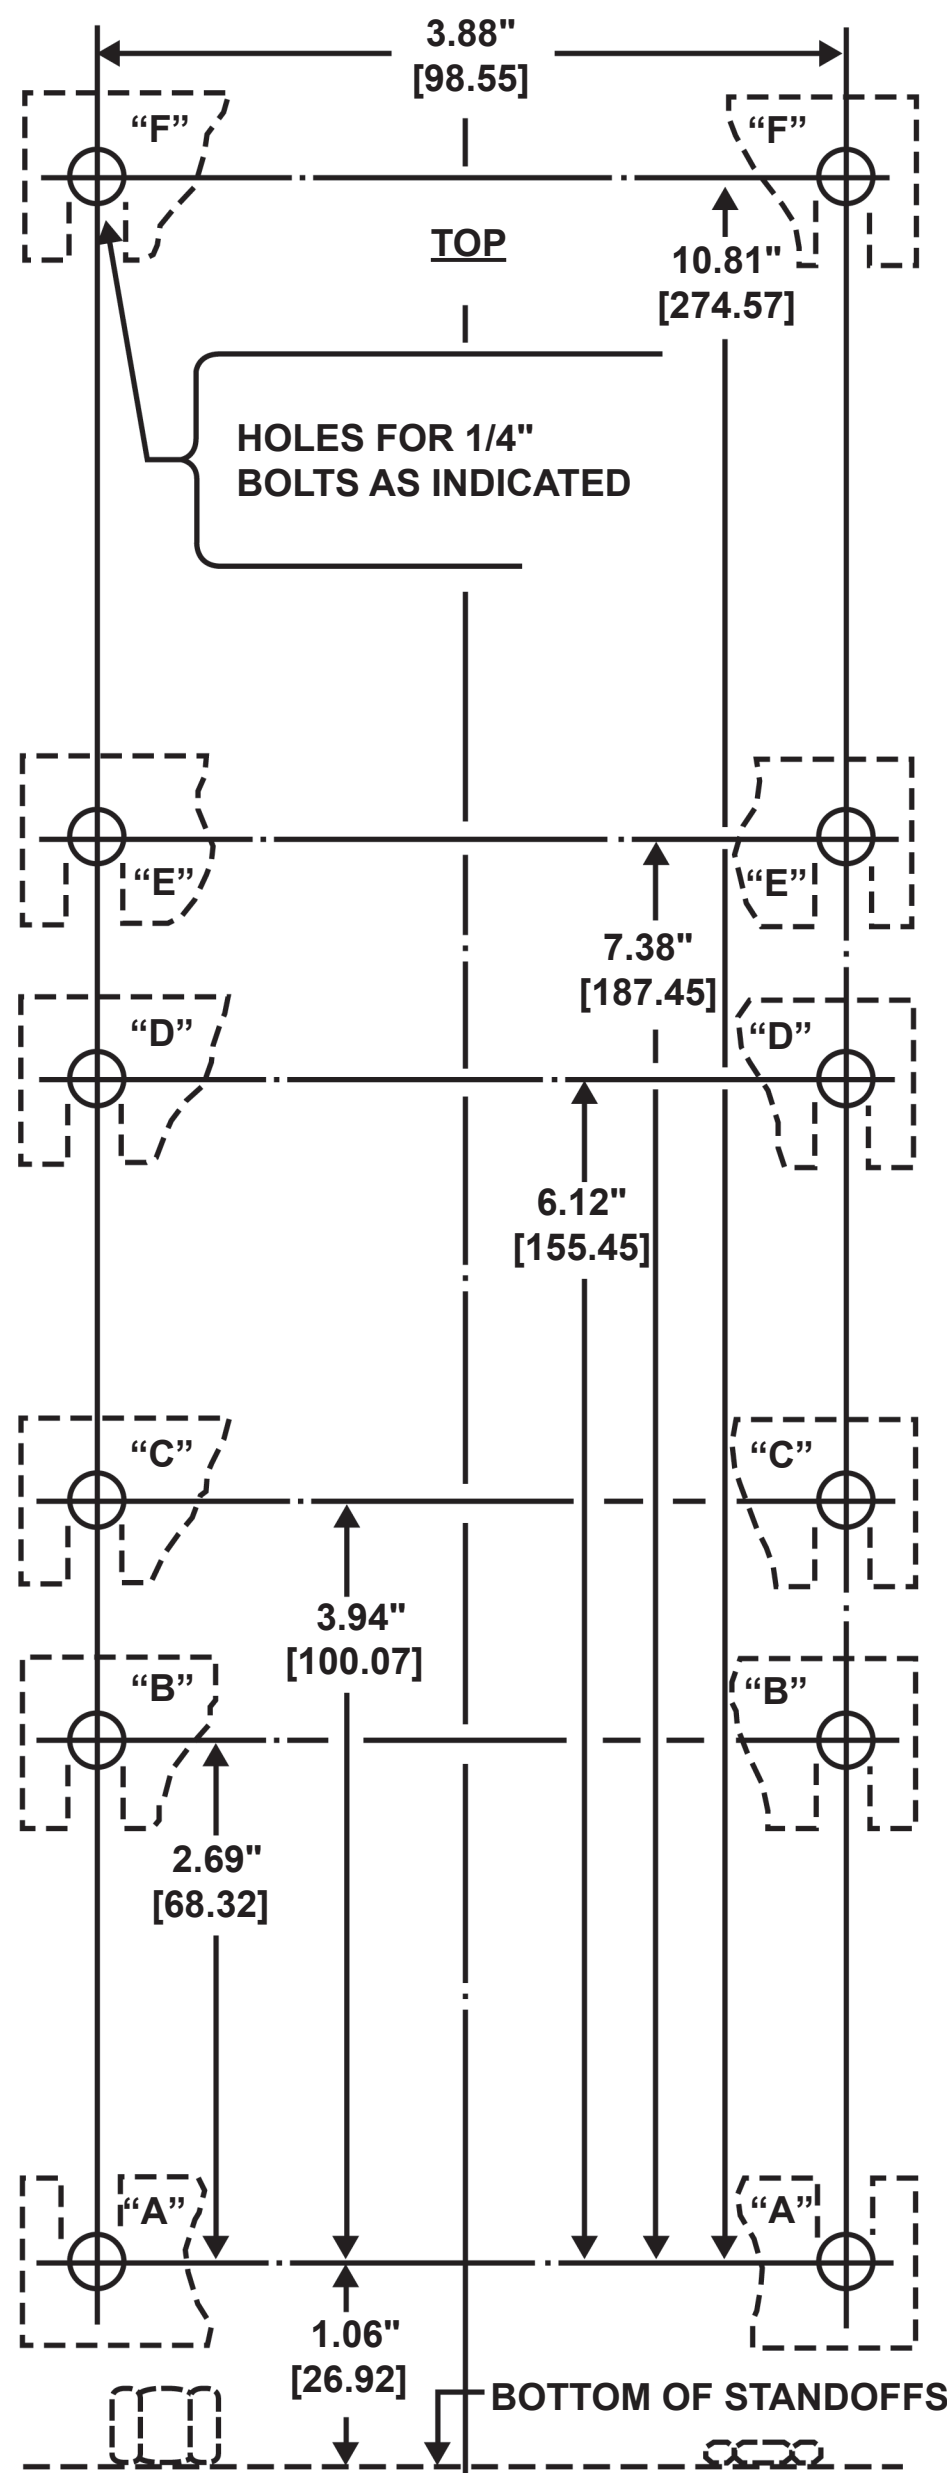 3.88"
[98.55]
“F” “F”
TOP
10.81"
[274.57]
HOLES FOR 1/4"
BOLTS AS INDICATED
“E” “E”
7.38"
[187.45]
“D” “D”
6.12"
[155.45]
“C” “C”
3.94"
[100.07]
“B” “B”
2.69"
[68.32]
“A” “A”
1.06"
[26.92]
BOTTOM OF STANDOFFS